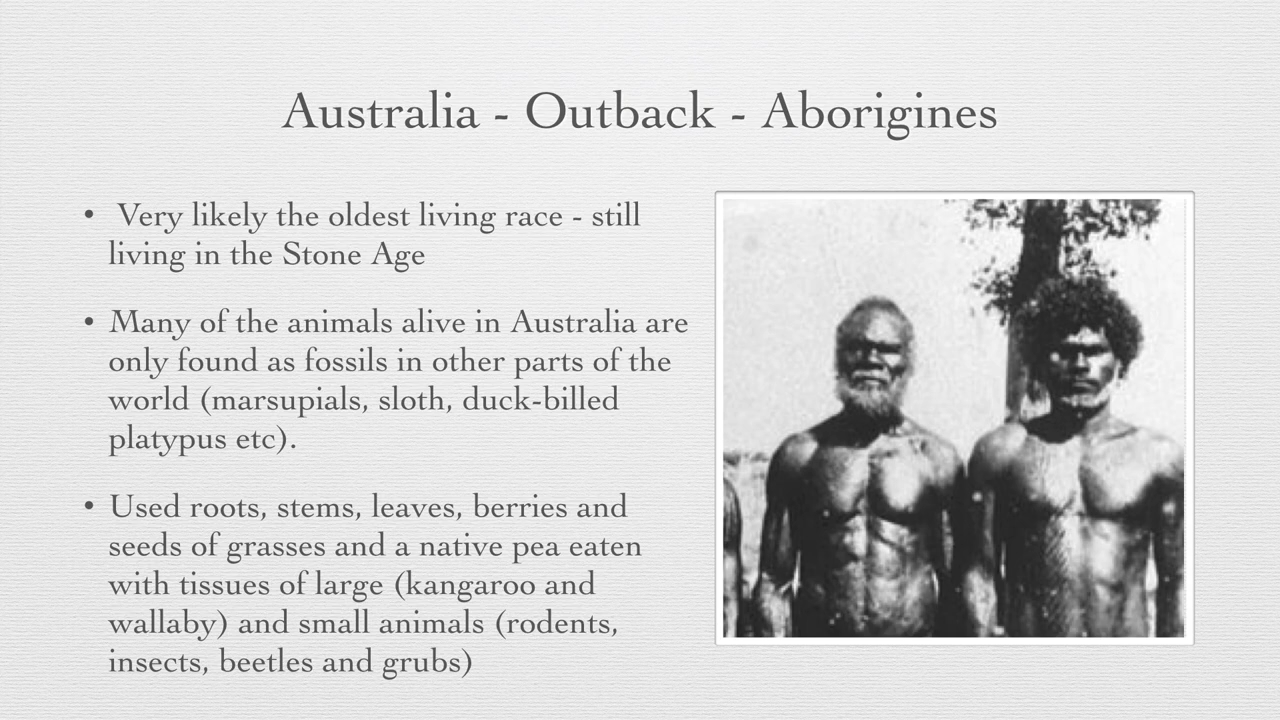 Australia - Outback - Aborigines
• Very likely the oldest living race - still
living in the Stone Age
• Many of the animals alive in Australia are
only found as fossils in other parts of the
world (marsupials, sloth, duck-billed
platypus etc).
• Used roots, stems, leaves, berries and
seeds of grasses and a native pea eaten
with tissues of large (kangaroo and
wallaby) and small animals (rodents,
insects, beetles and grubs)